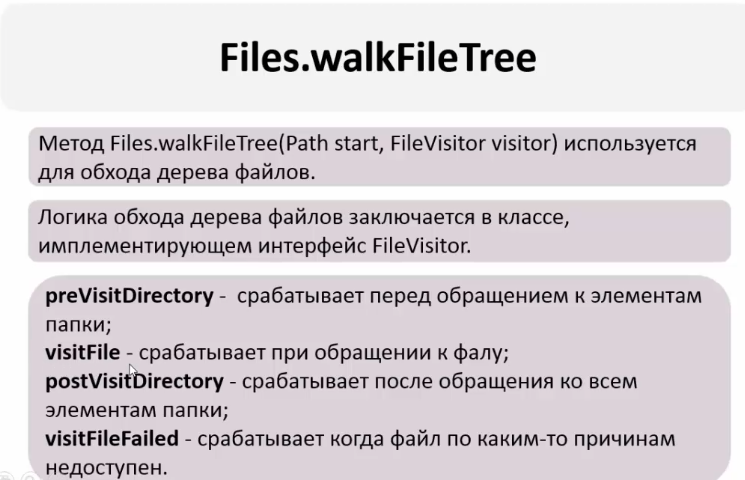 Files.walkFileTree
Метод Files.walkFileTree(Path start, FileVisitor visitor) используется
для обхода дерева файлов.
Логика обхода дерева файлов заключается в классе,
имплементирующем интерфейс FileVisitor.
preVisitDirectory - срабатывает перед обращением к элементам
папки;
visitFile - срабатывает при обращении к фалу;
postVisitDirectory - срабатывает после обращения ко всем
элементам папки;
visitFileFailed - срабатывает когда файл по каким-то причинам
недоступен.